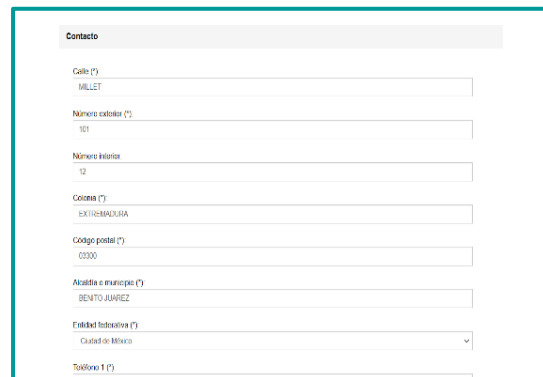 Contacto
Calle (*):
MILLET
Número exterior (*):
101
Número interior:
12
Colonia (*):
EXTREMADURA
Código postal (*):
03300
Alcaldía o municipio (*):
BENITO JUAREZ
Entidad federativa (*):
Ciudad de México
Teléfono 1 (*)